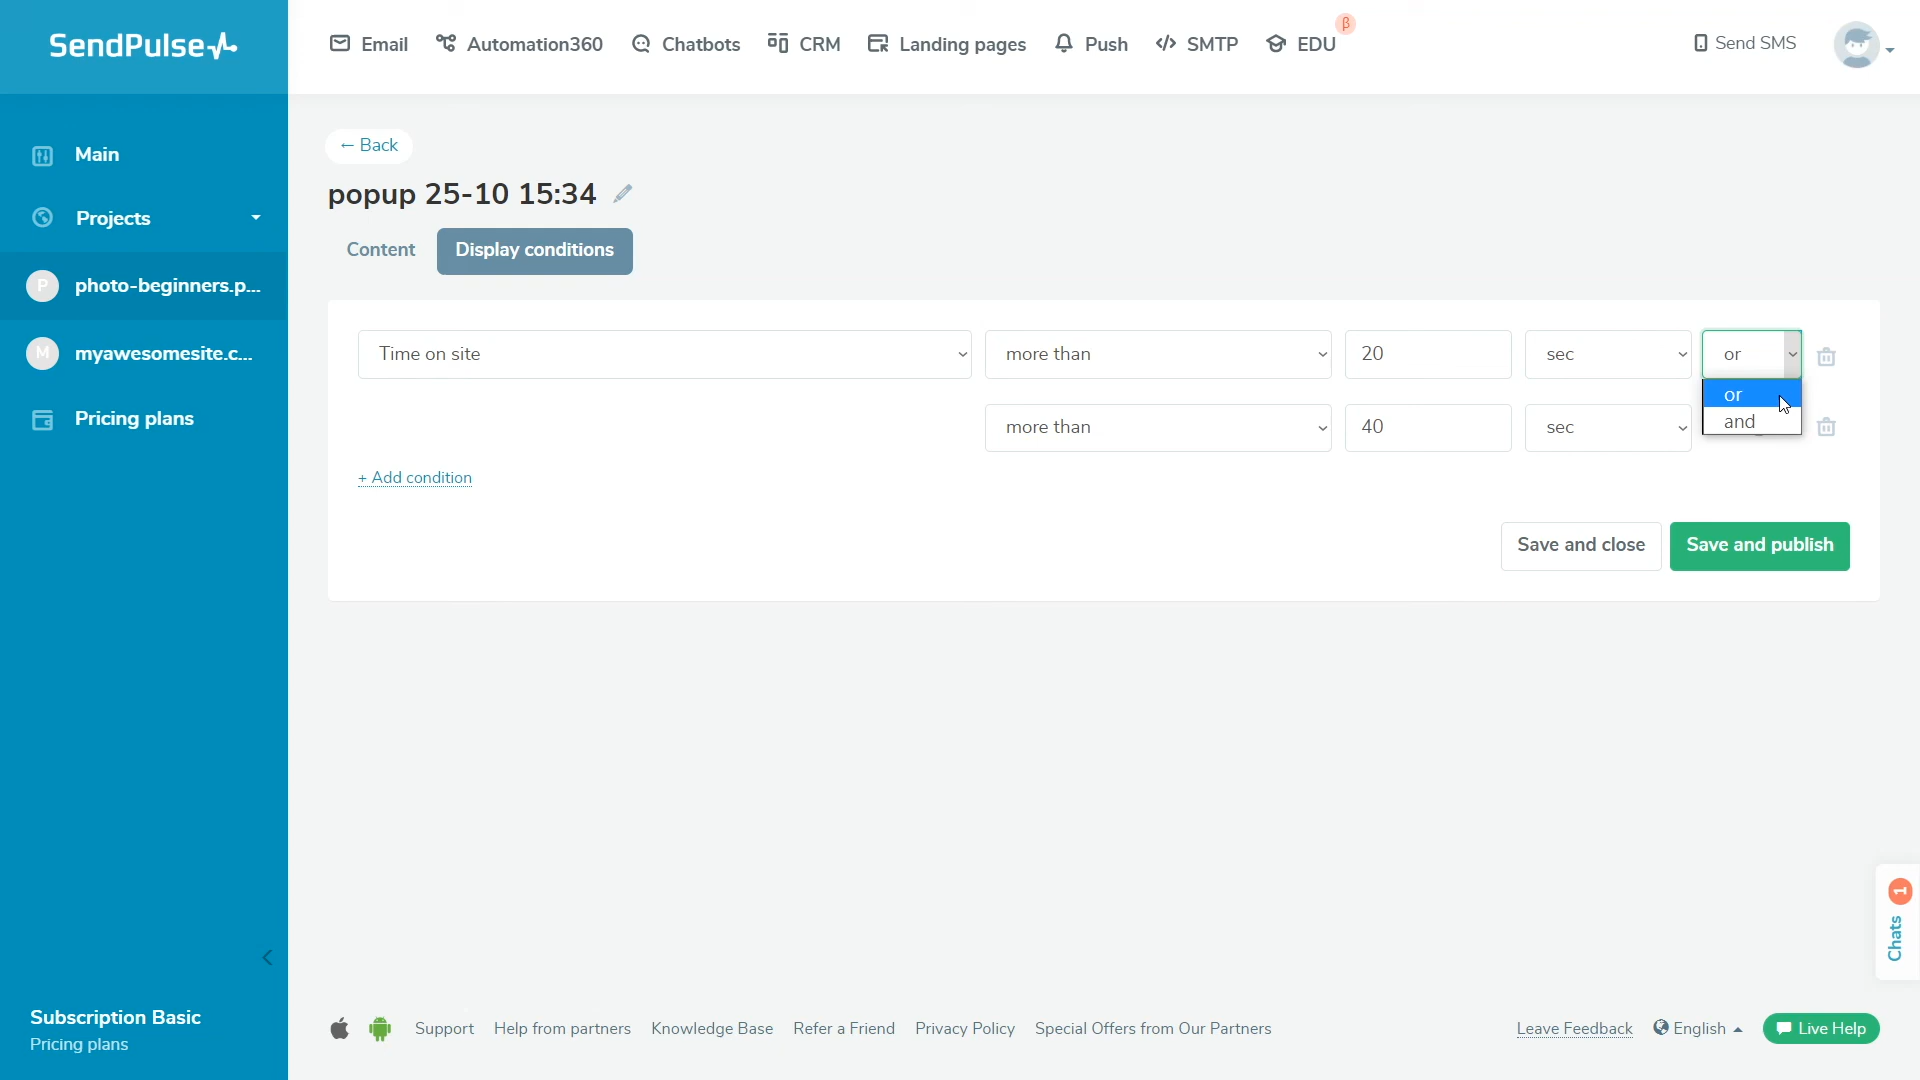 SendPulse
Email
Automation360
Chatbots
CRM
Landing pages
Push
SMTP
EDU
β
Send SMS
Main
Projects
P
photo-beginners.p...
M
myawesomesite.c...
Pricing plans
← Back
popup 25-10 15:34
Content
Display conditions
Time on site
more than
20
sec
or
or
and
more than
40
sec
+ Add condition
Save and close
Save and publish
1
Chats
Subscription Basic
Pricing plans
Support
Help from partners
Knowledge Base
Refer a Friend
Privacy Policy
Special Offers from Our Partners
Leave Feedback
English
Live Help